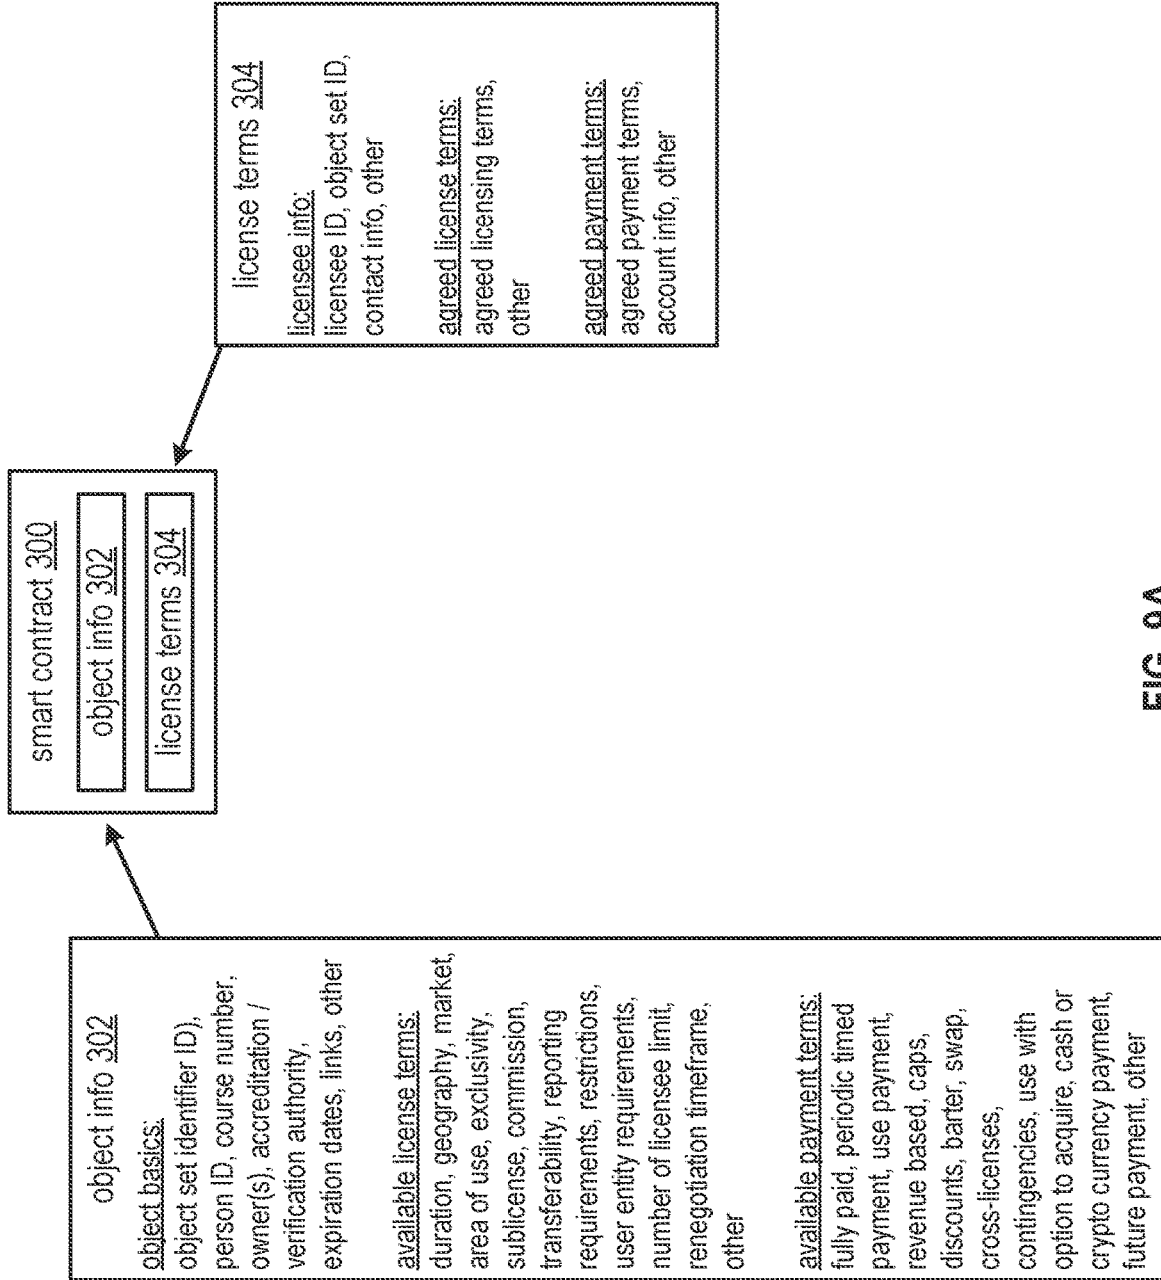 object info 302
object basics:
object set identifier ID),
person ID, course number,
owner(s), accreditation /
verification authority,
expiration dates, links, other
available license terms:
duration, geography, market,
area of use, exclusivity,
sublicense, commission,
transferability, reporting
requirements, restrictions,
user entity requirements,
number of licensee limit,
renegotiation timeframe,
other
available payment terms:
fully paid, periodic timed
payment, use payment,
revenue based, caps,
discounts, barter, swap,
cross-licenses,
contingencies, use with
option to acquire, cash or
crypto currency payment,
future payment, other
smart contract 300
object info 302
license terms 304
license terms 304
licensee info:
licensee ID, object set ID,
contact info, other
agreed license terms:
agreed licensing terms,
other
agreed payment terms:
agreed payment terms,
account info, other
FIG. 9A